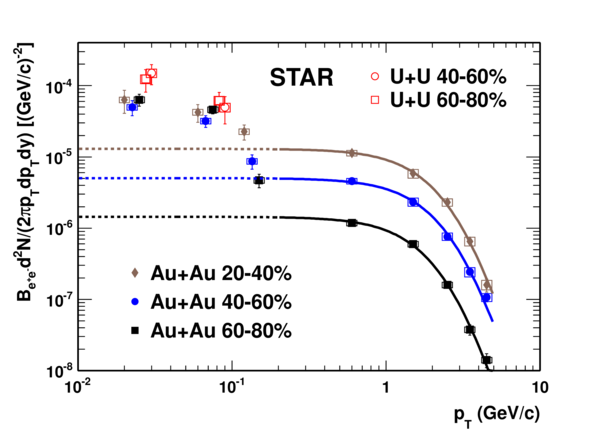 STAR
U+U 40-60%
U+U 60-80%
Au+Au 20-40%
Au+Au 40-60%
Au+Au 60-80%
B_{e^+e^-}d^2N/(2πp_Tdp_Tdy) [(GeV/c)^{-2}]
10^{-4}
10^{-5}
10^{-6}
10^{-7}
10^{-8}
10^{-2} 10^{-1} 1 10
p_T (GeV/c)